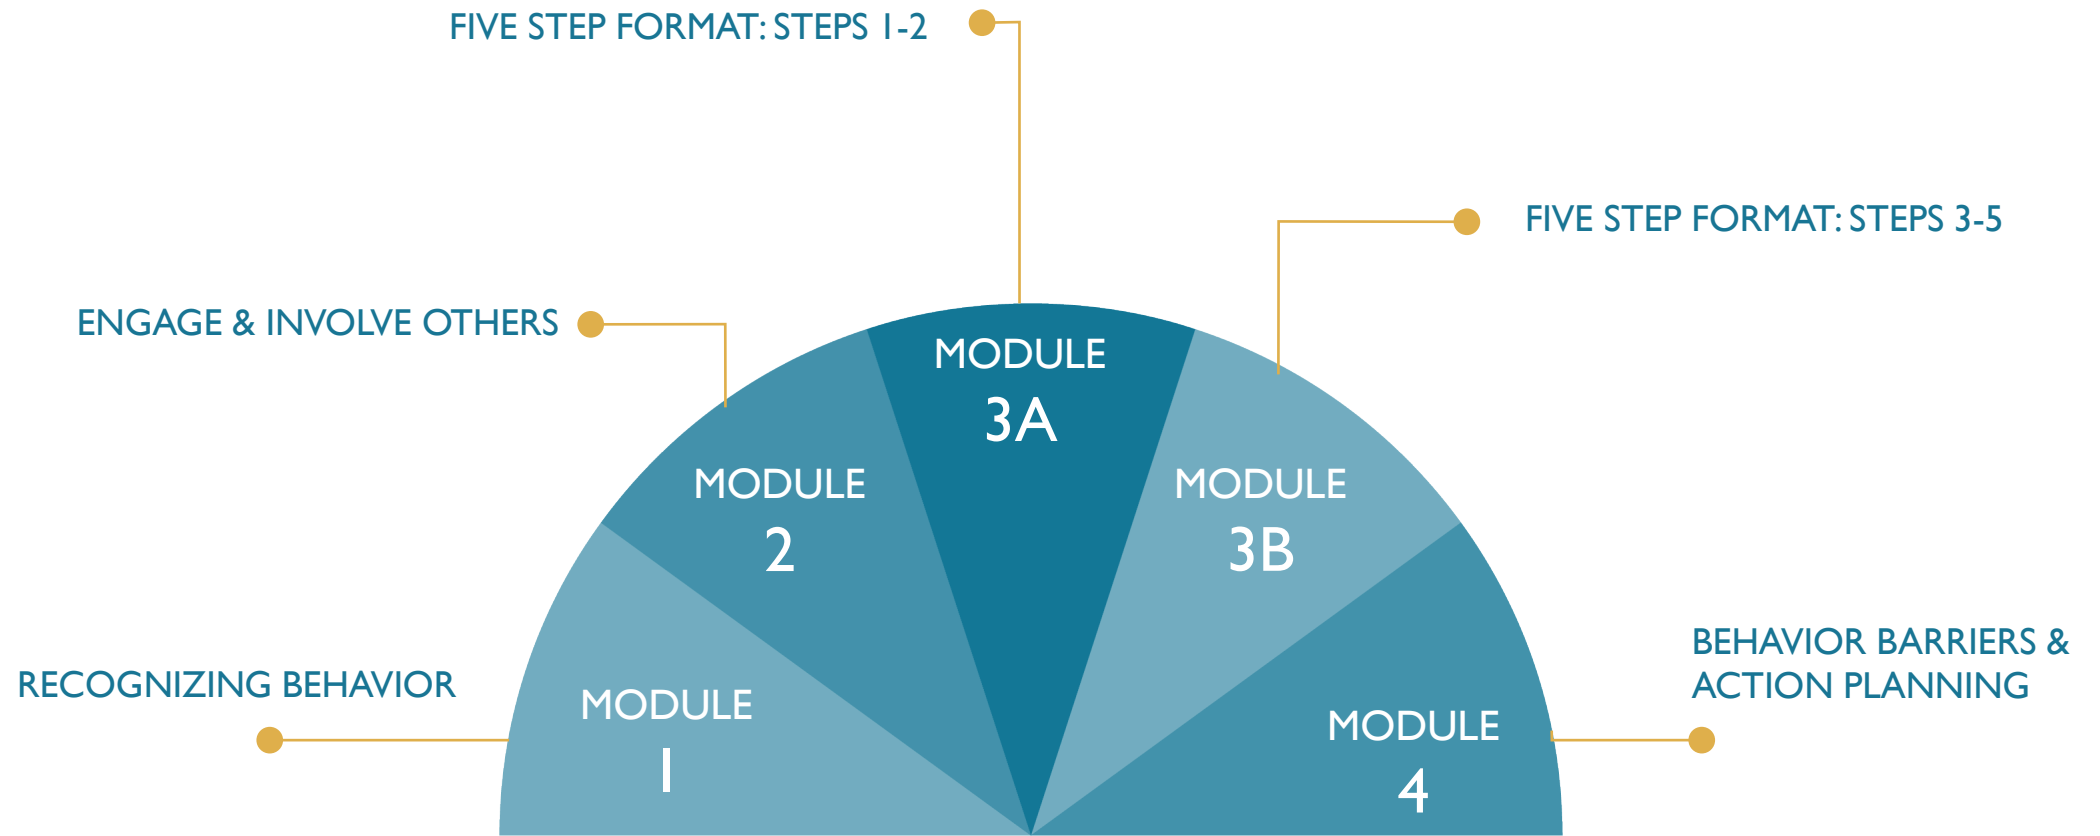 FIVE STEP FORMAT: STEPS 1-2
FIVE STEP FORMAT: STEPS 3-5
ENGAGE & INVOLVE OTHERS
MODULE
3A
MODULE
2
MODULE
3B
RECOGNIZING BEHAVIOR
MODULE
1
BEHAVIOR BARRIERS &
ACTION PLANNING
MODULE
4